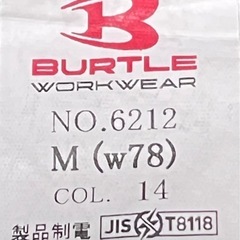 BURTLE
WORKWEAR
NO.6212
M (w78)
COL. 14
製品制電 JIS T8118